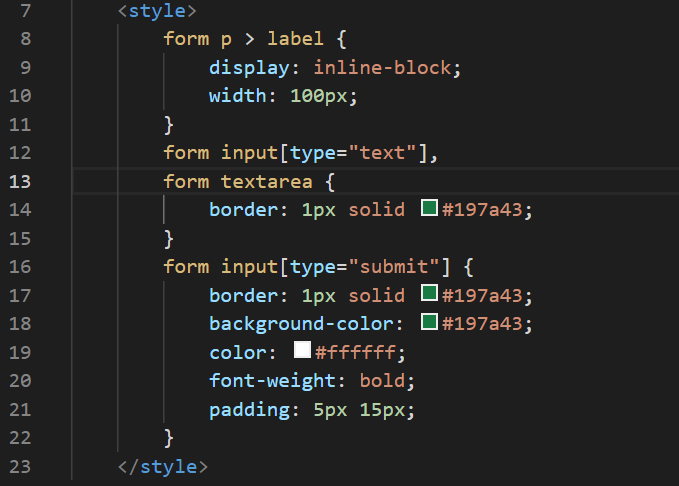 7 <style>
8 form p > label {
9 display: inline-block;
10 width: 100px;
11 }
12 form input[type="text"],
13 form textarea {
14 border: 1px solid #197a43;
15 }
16 form input[type="submit"] {
17 border: 1px solid #197a43;
18 background-color: #197a43;
19 color: #ffffff;
20 font-weight: bold;
21 padding: 5px 15px;
22 }
23 </style>